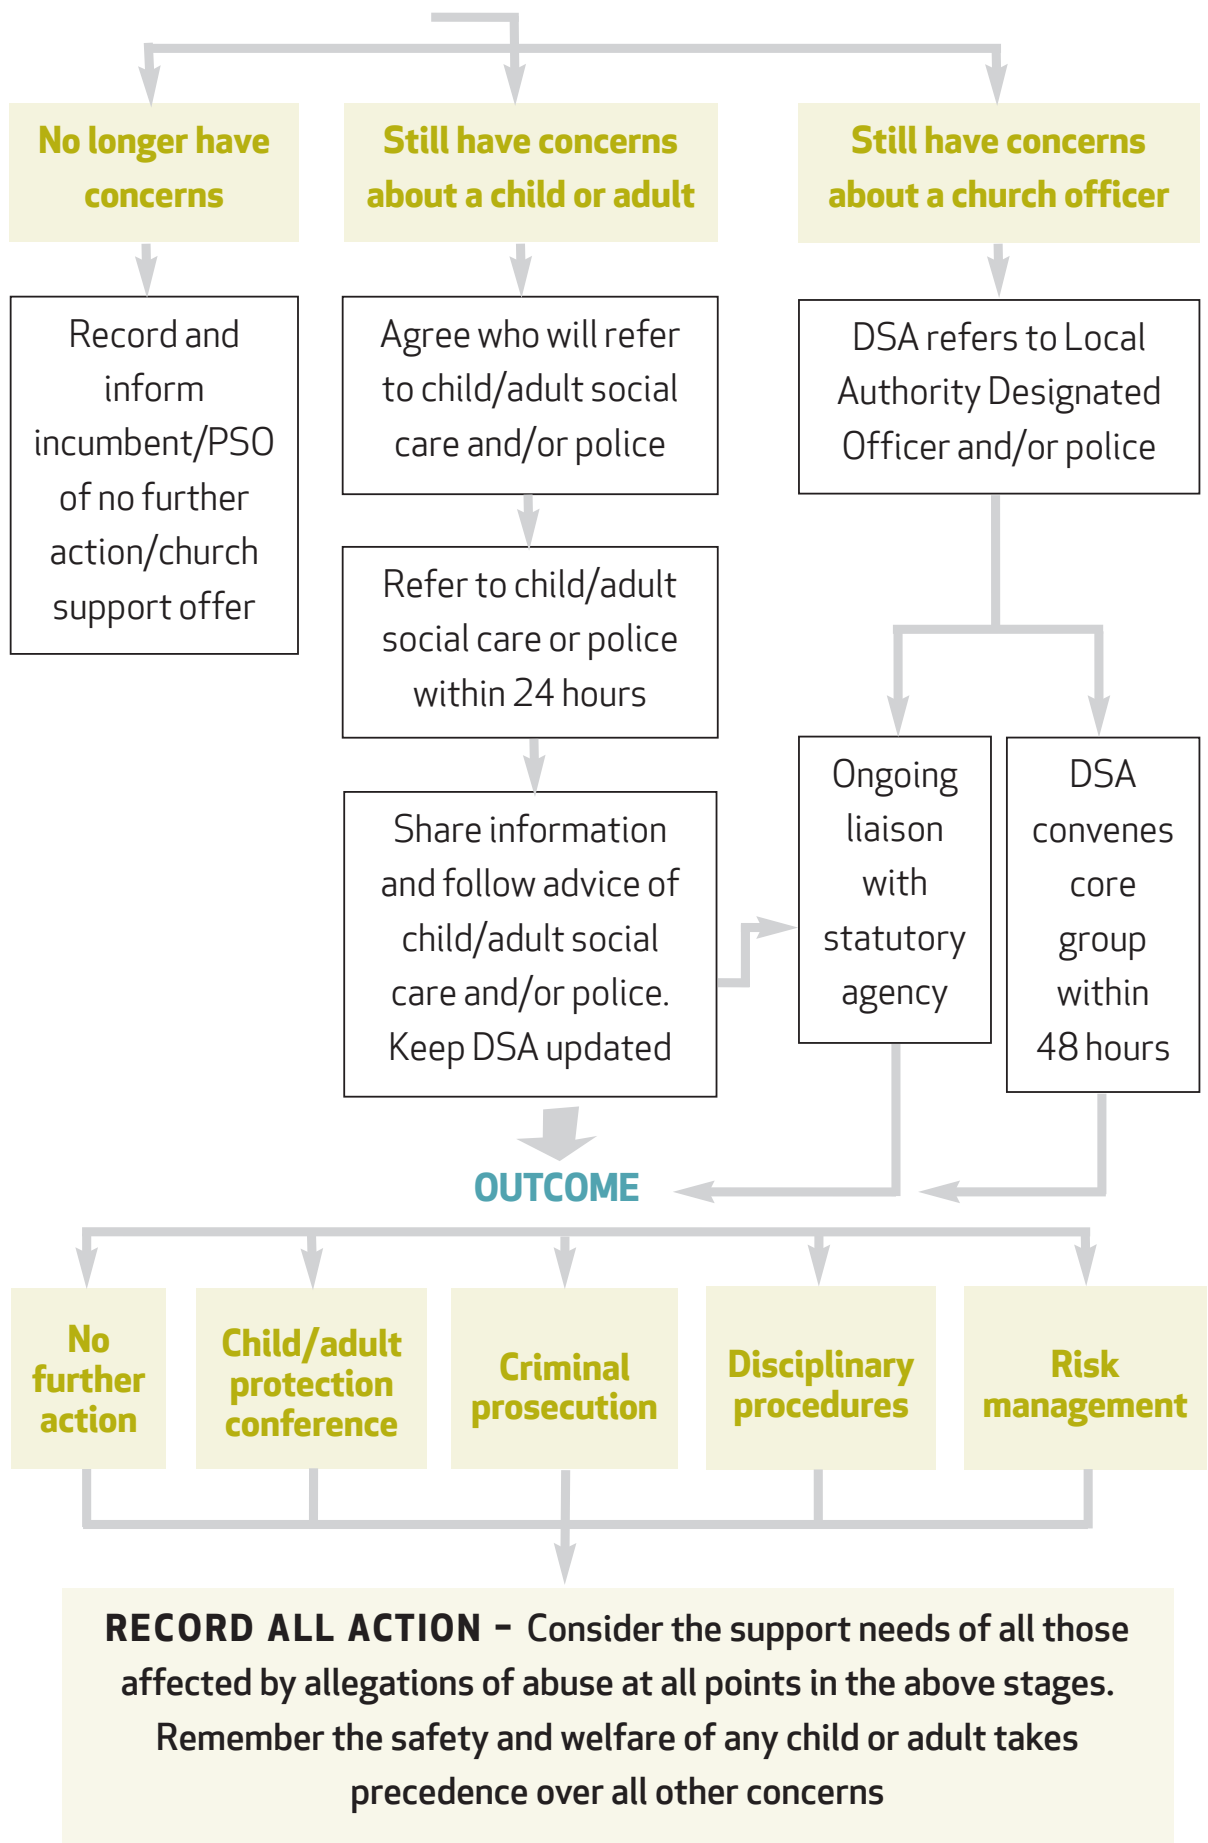 No longer have
concerns
Still have concerns
about a child or adult
Still have concerns
about a church officer
Record and
inform
incumbent/PSO
of no further
action/church
support offer
Agree who will refer
to child/adult social
care and/or police
DSA refers to Local
Authority Designated
Officer and/or police
Refer to child/adult
social care or police
within 24 hours
Share information
and follow advice of
child/adult social
care and/or police.
Keep DSA updated
Ongoing
liaison
with
statutory
agency
DSA
convenes
core
group
within
48 hours
OUTCOME
No
further
action
Child/adult
protection
conference
Criminal
prosecution
Disciplinary
procedures
Risk
management
RECORD ALL ACTION – Consider the support needs of all those
affected by allegations of abuse at all points in the above stages.
Remember the safety and welfare of any child or adult takes
precedence over all other concerns